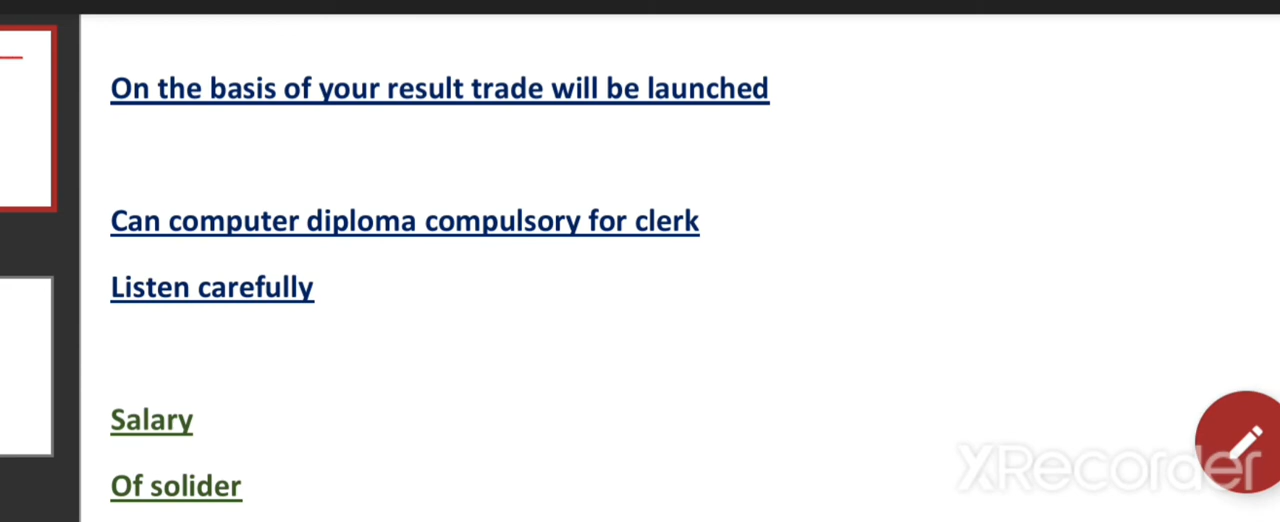 On the basis of your result trade will be launched
Can computer diploma compulsory for clerk
Listen carefully
Salary
Of solider
XRecorder